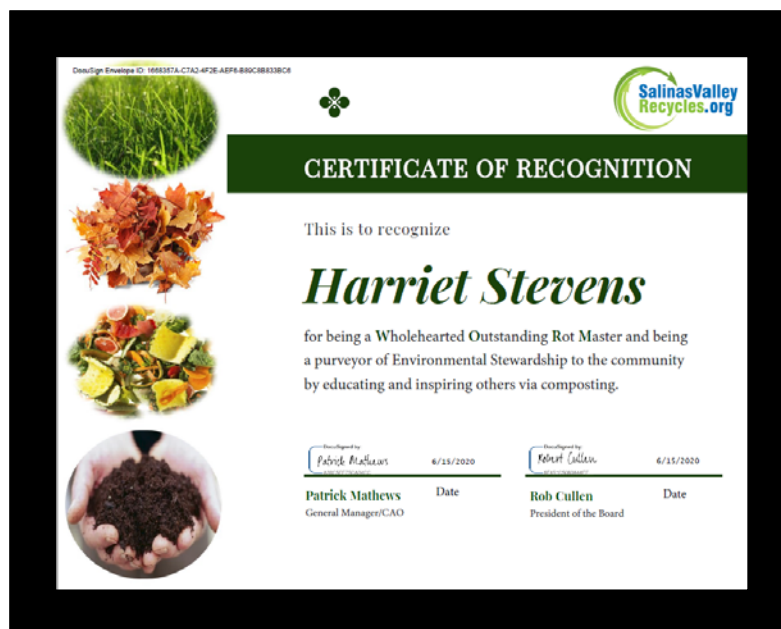 DocuSign Envelope ID: 1668357A-C7A2-4F2E-AEF6-B89C8B833BC6
SalinasValley
Recycles.org
CERTIFICATE OF RECOGNITION
This is to recognize
Harriet Stevens
for being a Wholehearted Outstanding Rot Master and being
a purveyor of Environmental Stewardship to the community
by educating and inspiring others via composting.
DocuSigned by:
Patrick Mathews
6/15/2020
DocuSigned by:
Robert Cullen
6/15/2020
Patrick Mathews
Date
General Manager/CAO
Rob Cullen
Date
President of the Board